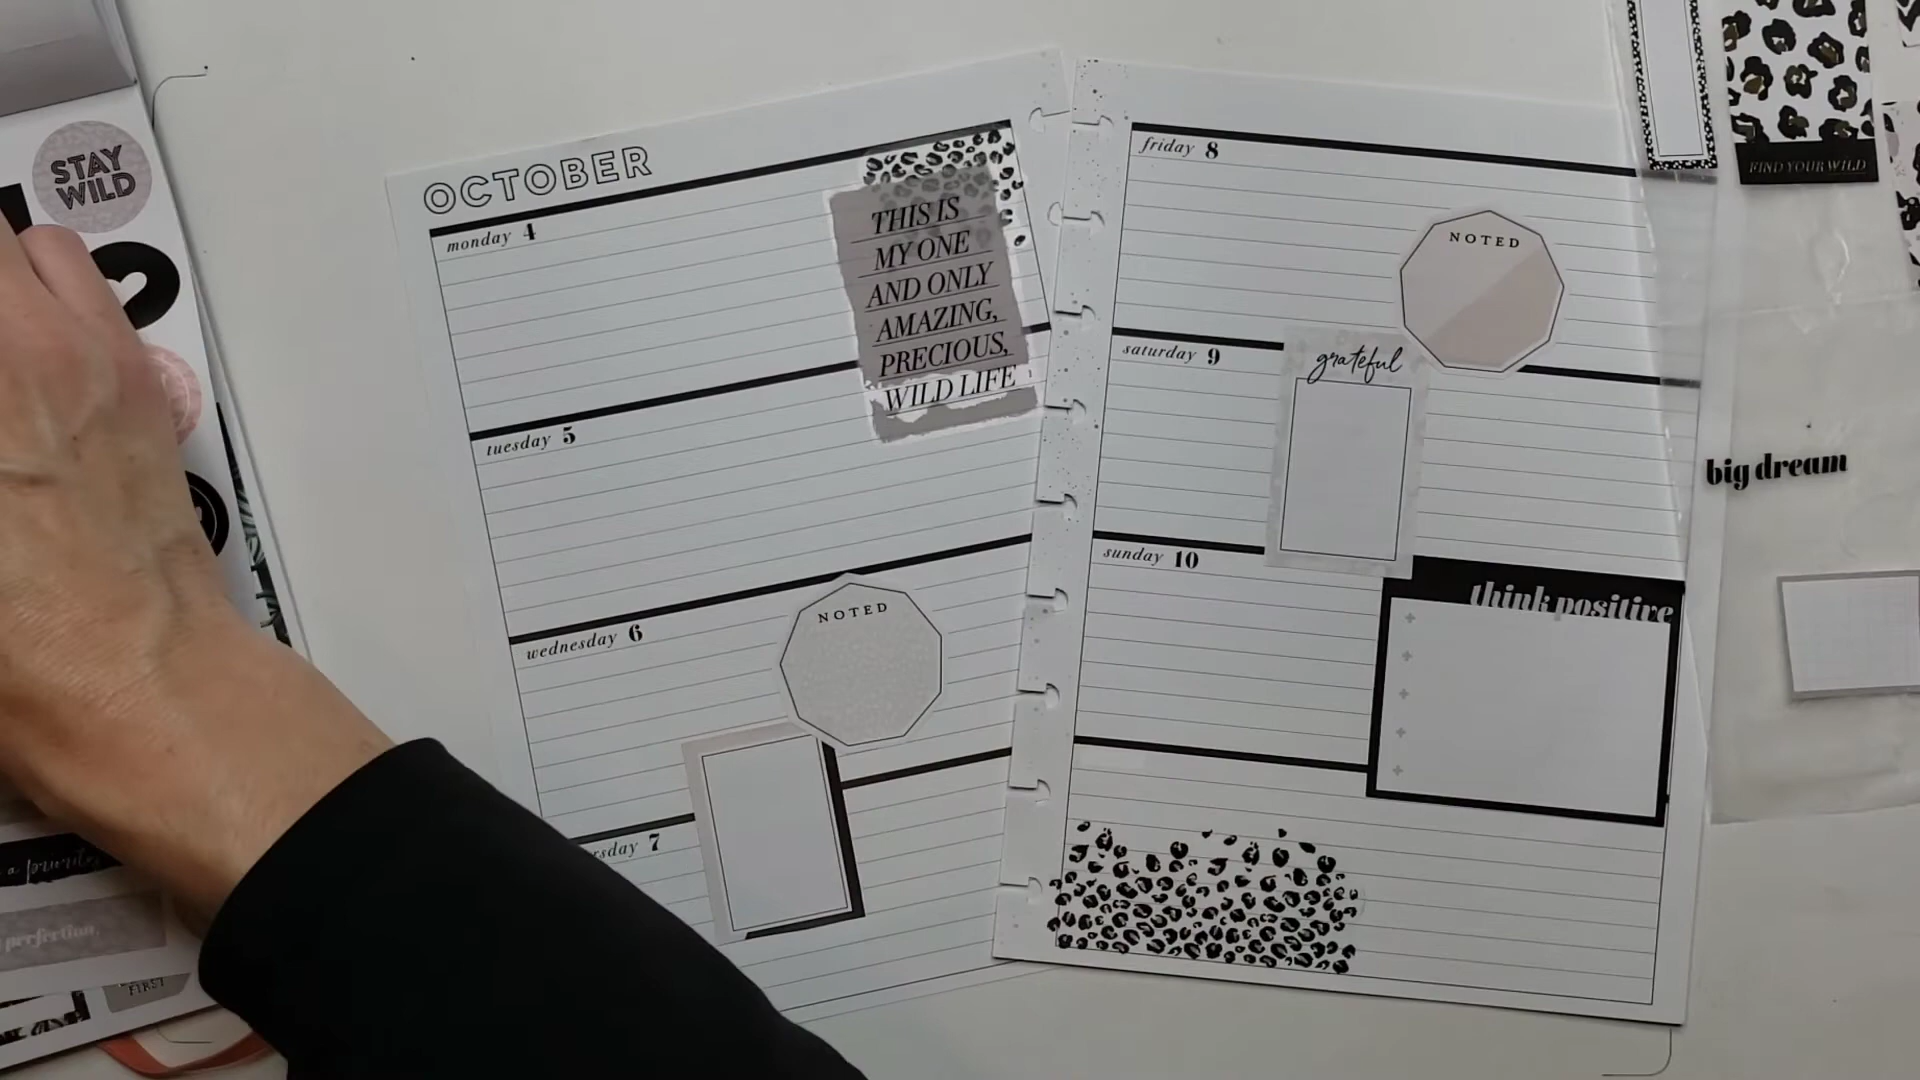 STAY
WILD
OCTOBER
monday 4
THIS IS
MY ONE
AND ONLY
AMAZING,
PRECIOUS,
WILD LIFE
tuesday 5
wednesday 6
NOTED
rsday 7
friday 8
NOTED
saturday 9
grateful
sunday 10
think positive
FIND YOUR WILD
big dream
perfection.
FIRST